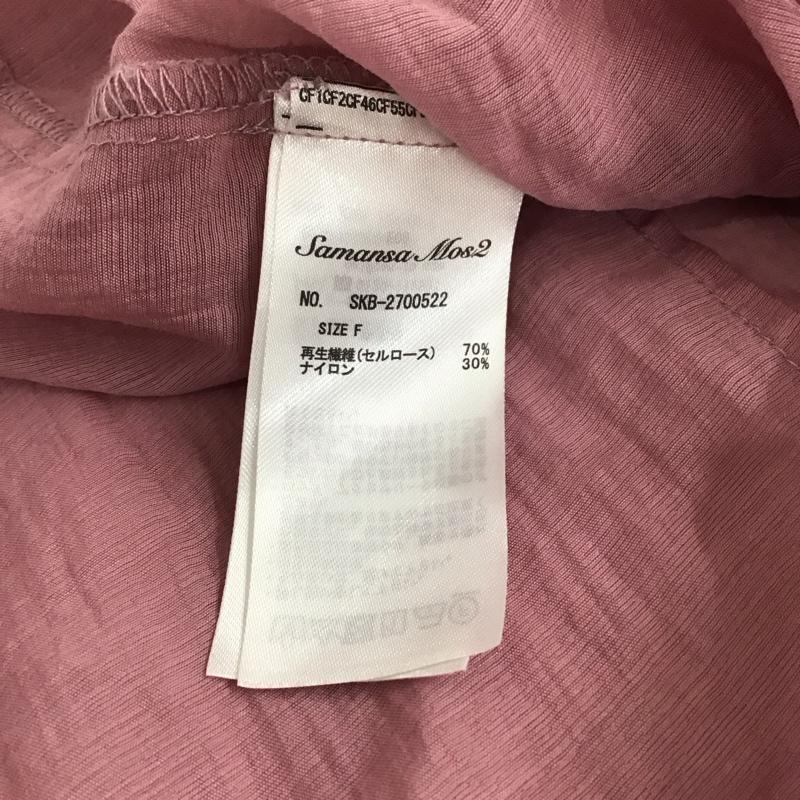 CF1CF2CF46CF55CF
Samansa Mos2
NO. SKB-2700522
SIZE F
再生繊維(セルロース) 70%
ナイロン 30%